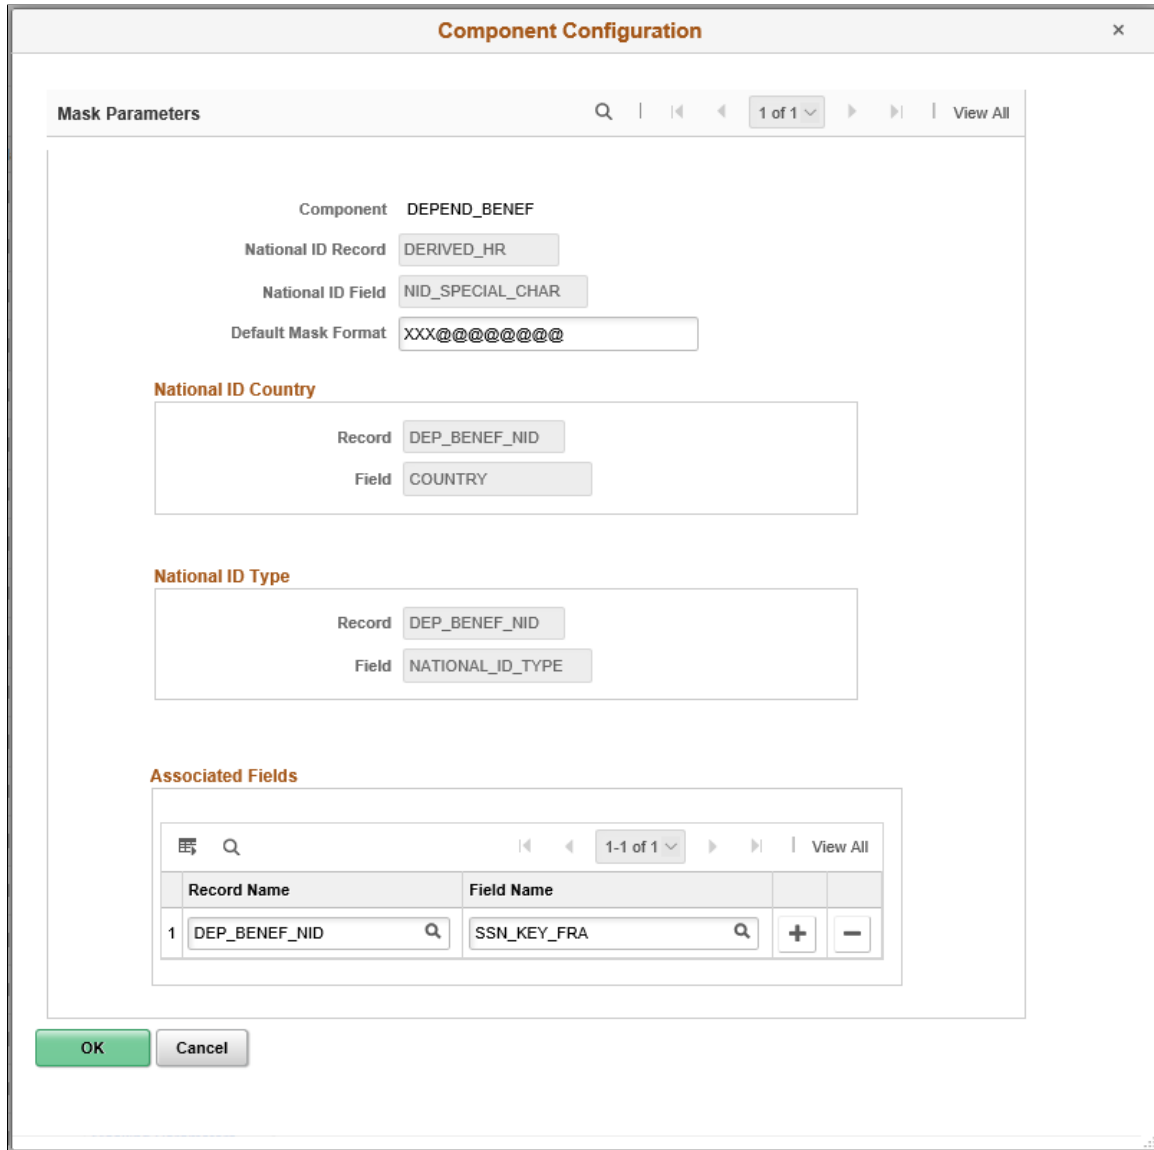 Component Configuration ×
Mask Parameters 1 of 1 View All
Component DEPEND_BENEF
National ID Record DERIVED_HR
National ID Field NID_SPECIAL_CHAR
Default Mask Format XXX@@@@@@@@
National ID Country
Record DEP_BENEF_NID
Field COUNTRY
National ID Type
Record DEP_BENEF_NID
Field NATIONAL_ID_TYPE
Associated Fields
1-1 of 1 View All
Record Name Field Name
1 DEP_BENEF_NID SSN_KEY_FRA + −
OK Cancel